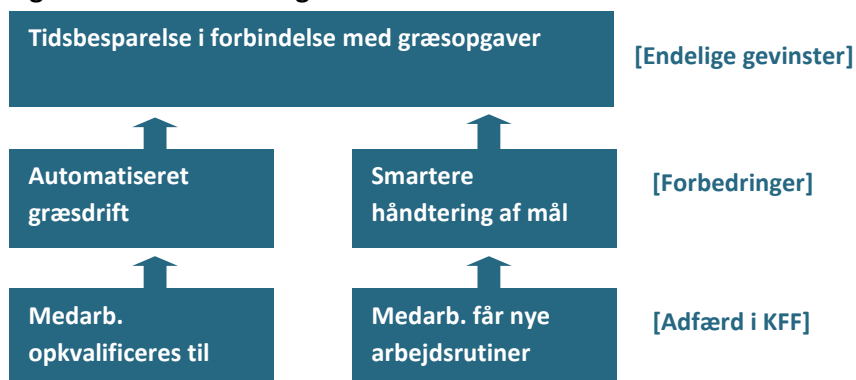 Tidsbesparelse i forbindelse med græsopgaver
[Endelige gevinster]
Automatiseret
græsdrift
Smartere
håndtering af mål
[Forbedringer]
Medarb.
opkvalificeres til
Medarb. får nye
arbejdsrutiner
[Adfærd i KFF]